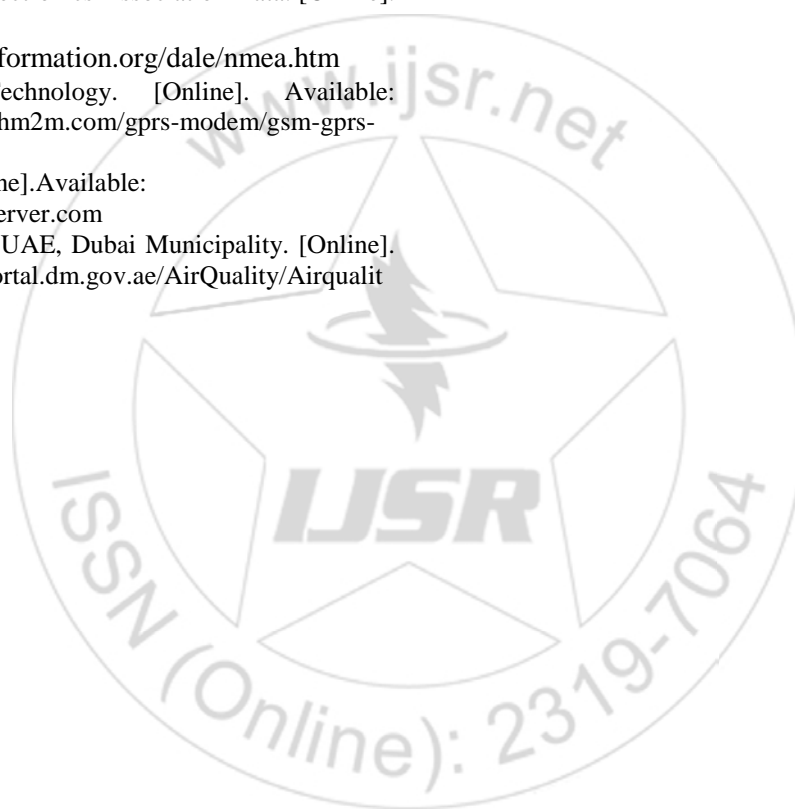 formation.org/dale/nmea.htm
echnology. [Online]. Available:
hm2m.com/gprs-modem/gsm-gprs-
ne].Available:
erver.com
UAE, Dubai Municipality. [Online].
ortal.dm.gov.ae/AirQuality/Airqualit
www.ijsr.net
IJSR
ISSN (Online): 2319-7064